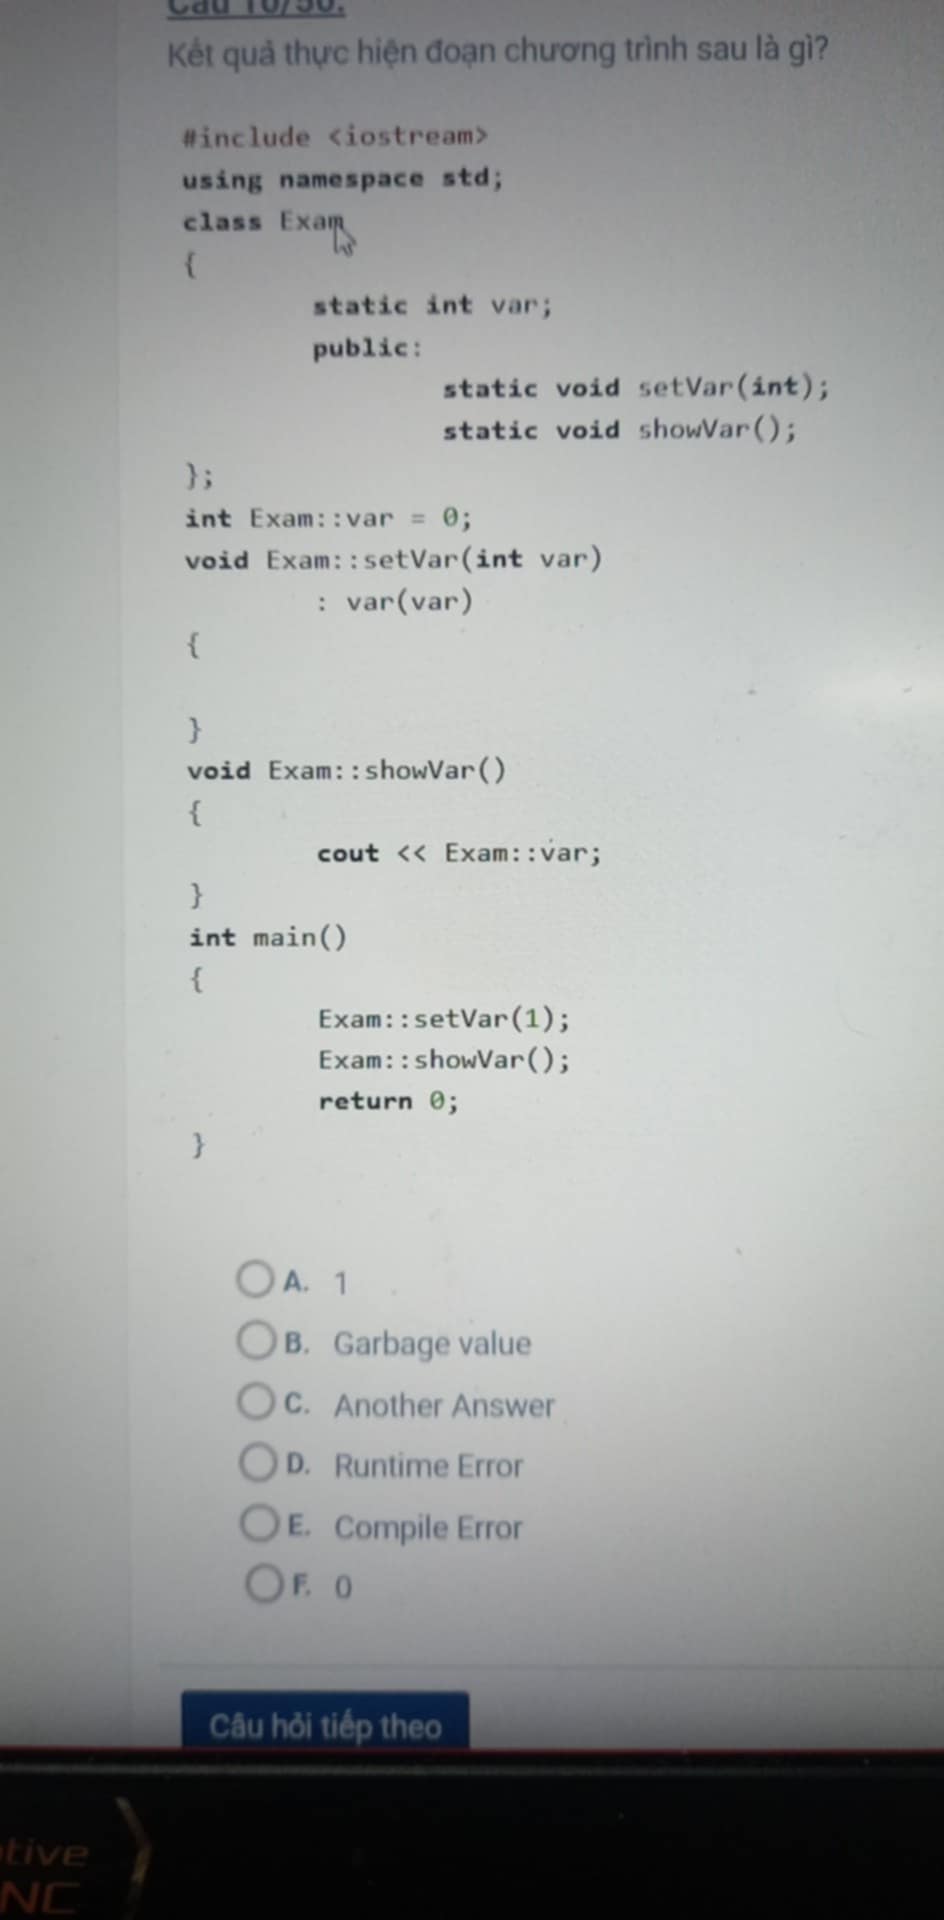 Câu 10/50:
Kết quả thực hiện đoạn chương trình sau là gì?
#include <iostream>
using namespace std;
class Exam
{
static int var;
public:
static void setVar(int);
static void showVar();
};
int Exam::var = 0;
void Exam::setVar(int var)
: var(var)
{
}
void Exam::showVar()
{
cout << Exam::var;
}
int main()
{
Exam::setVar(1);
Exam::showVar();
return 0;
}
A. 1
B. Garbage value
C. Another Answer
D. Runtime Error
E. Compile Error
F. 0
Câu hỏi tiếp theo
NC